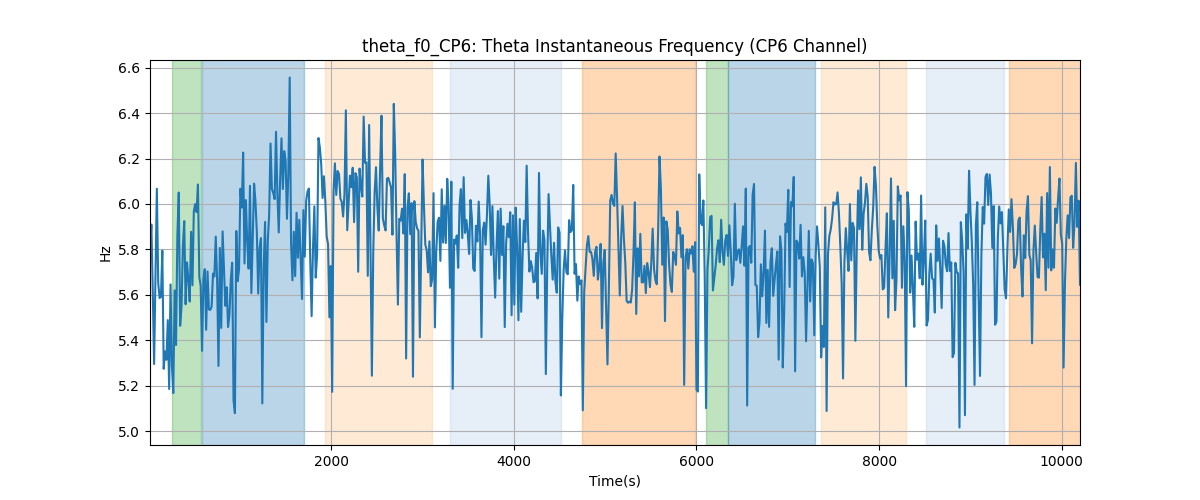 theta_f0_CP6: Theta Instantaneous Frequency (CP6 Channel)
6.6
6.4
6.2
6.0
5.8
5.6
5.4
5.2
5.0
Hz
2000 4000 6000 8000 10000
Time(s)